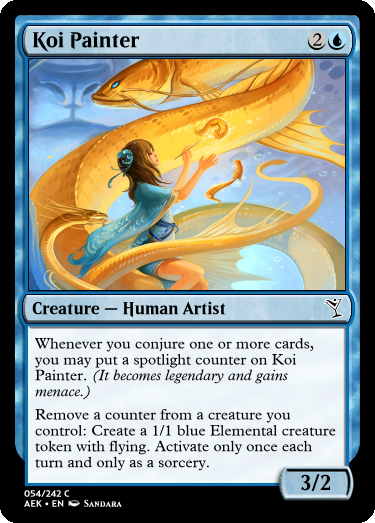 Koi Painter 2
Creature — Human Artist
Whenever you conjure one or more cards,
you may put a spotlight counter on Koi
Painter. (It becomes legendary and gains
menace.)
Remove a counter from a creature you
control: Create a 1/1 blue Elemental creature
token with flying. Activate only once each
turn and only as a sorcery.
3/2
054/242 C
AEK • EN Sandara